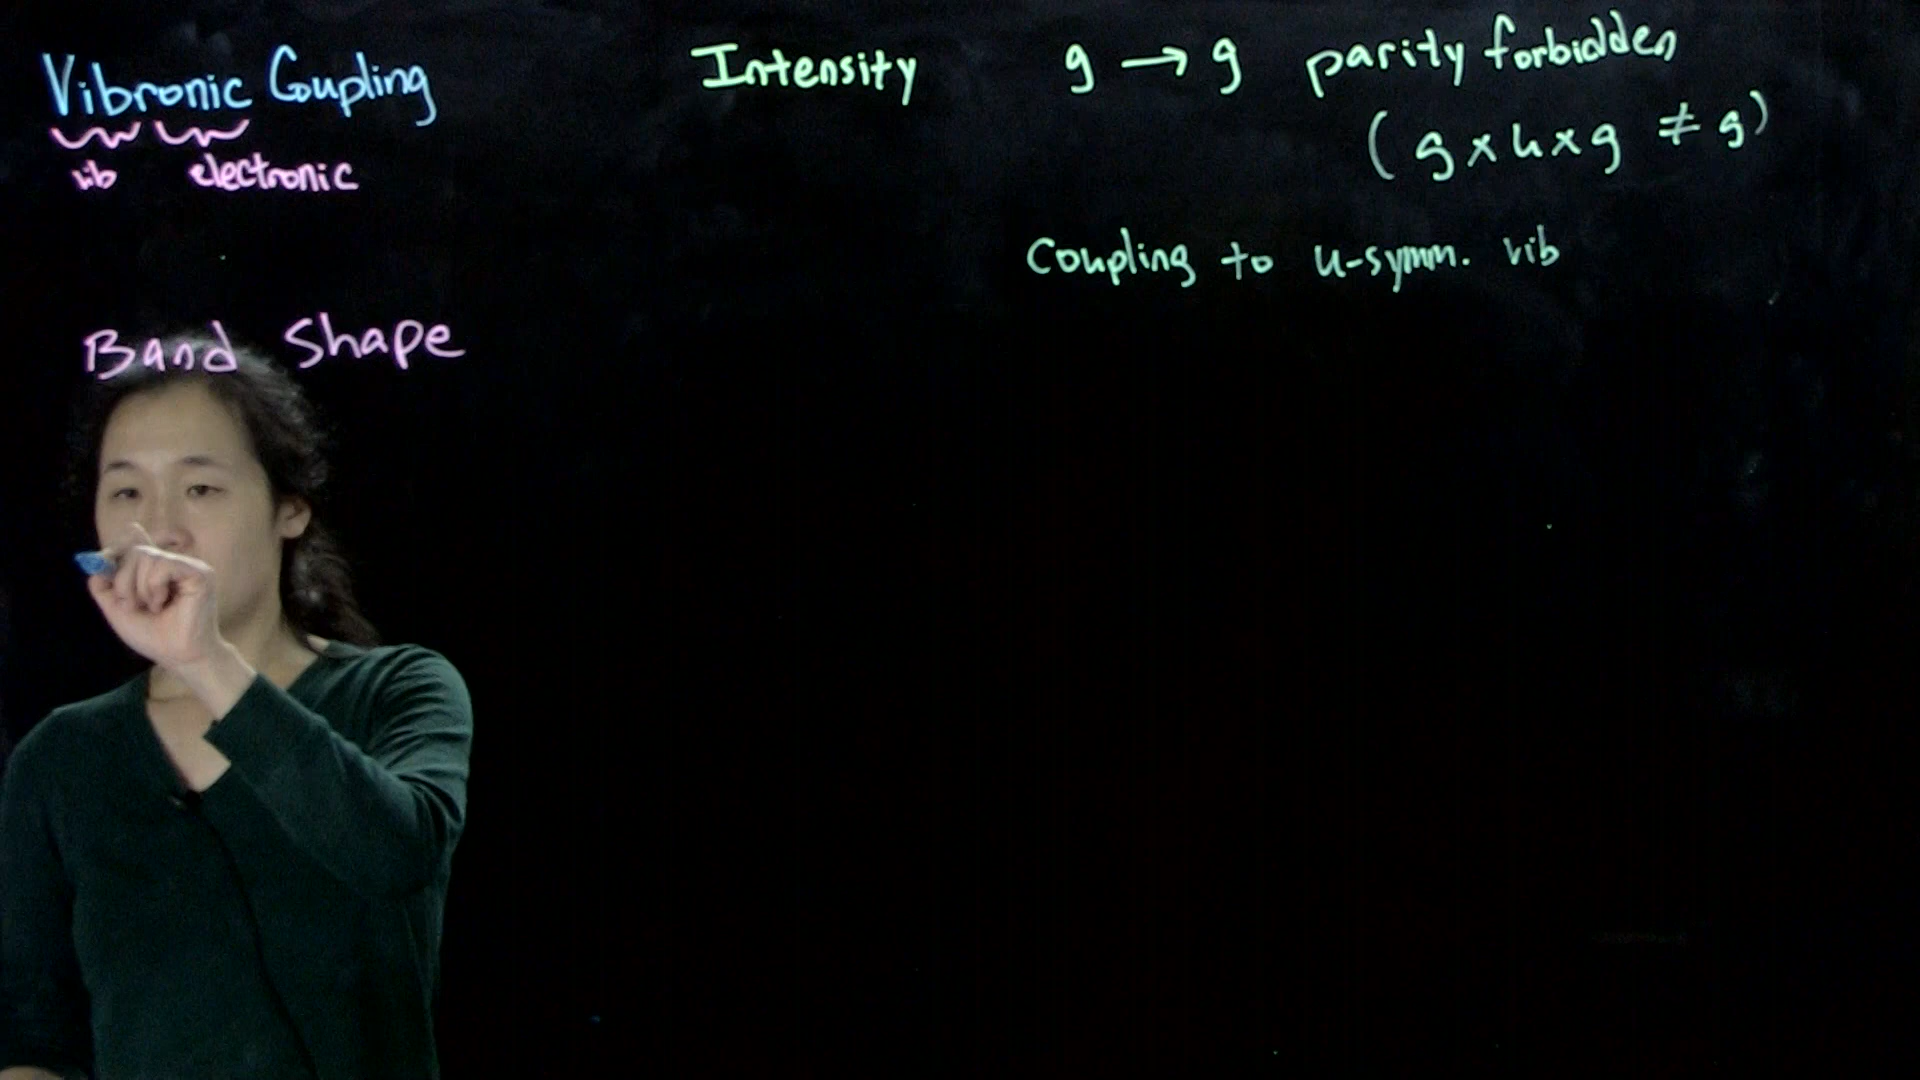 Vibronic Coupling
vib electronic
Intensity
g → g parity forbidden
(g x u x g ≠ g)
Coupling to u-symm. vib
Band Shape